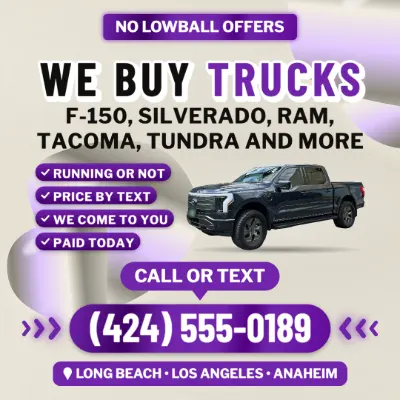 NO LOWBALL OFFERS
WE BUY TRUCKS
F-150, SILVERADO, RAM,
TACOMA, TUNDRA AND MORE
RUNNING OR NOT
PRICE BY TEXT
WE COME TO YOU
PAID TODAY
CALL OR TEXT
(424) 555-0189
LONG BEACH • LOS ANGELES • ANAHEIM